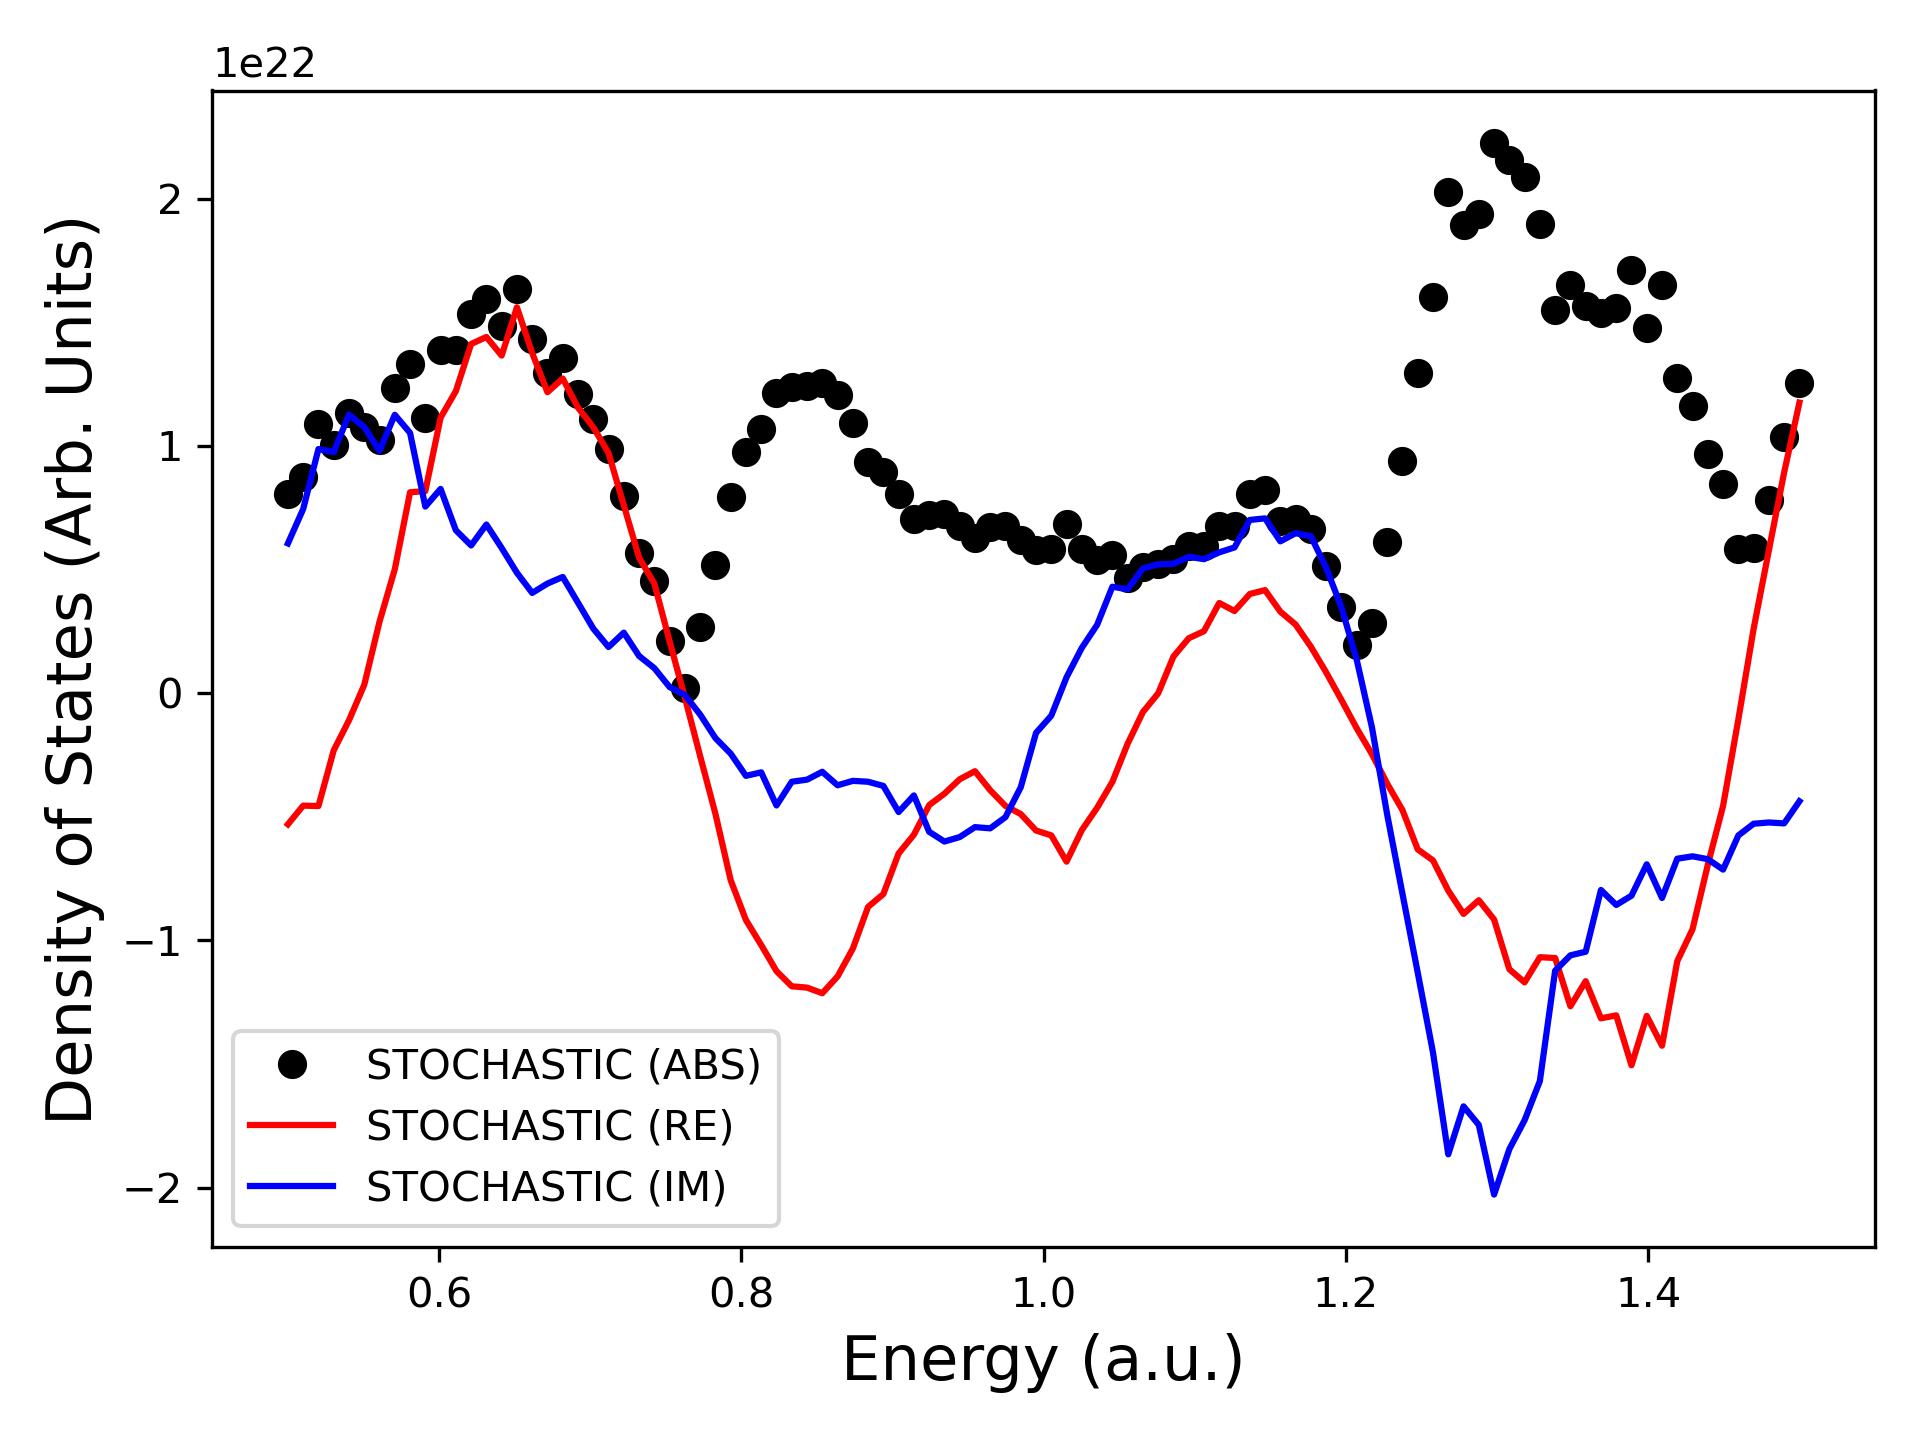 1e22
Density of States (Arb. Units)
2
1
0
−1
−2
STOCHASTIC (ABS)
STOCHASTIC (RE)
STOCHASTIC (IM)
0.6 0.8 1.0 1.2 1.4
Energy (a.u.)